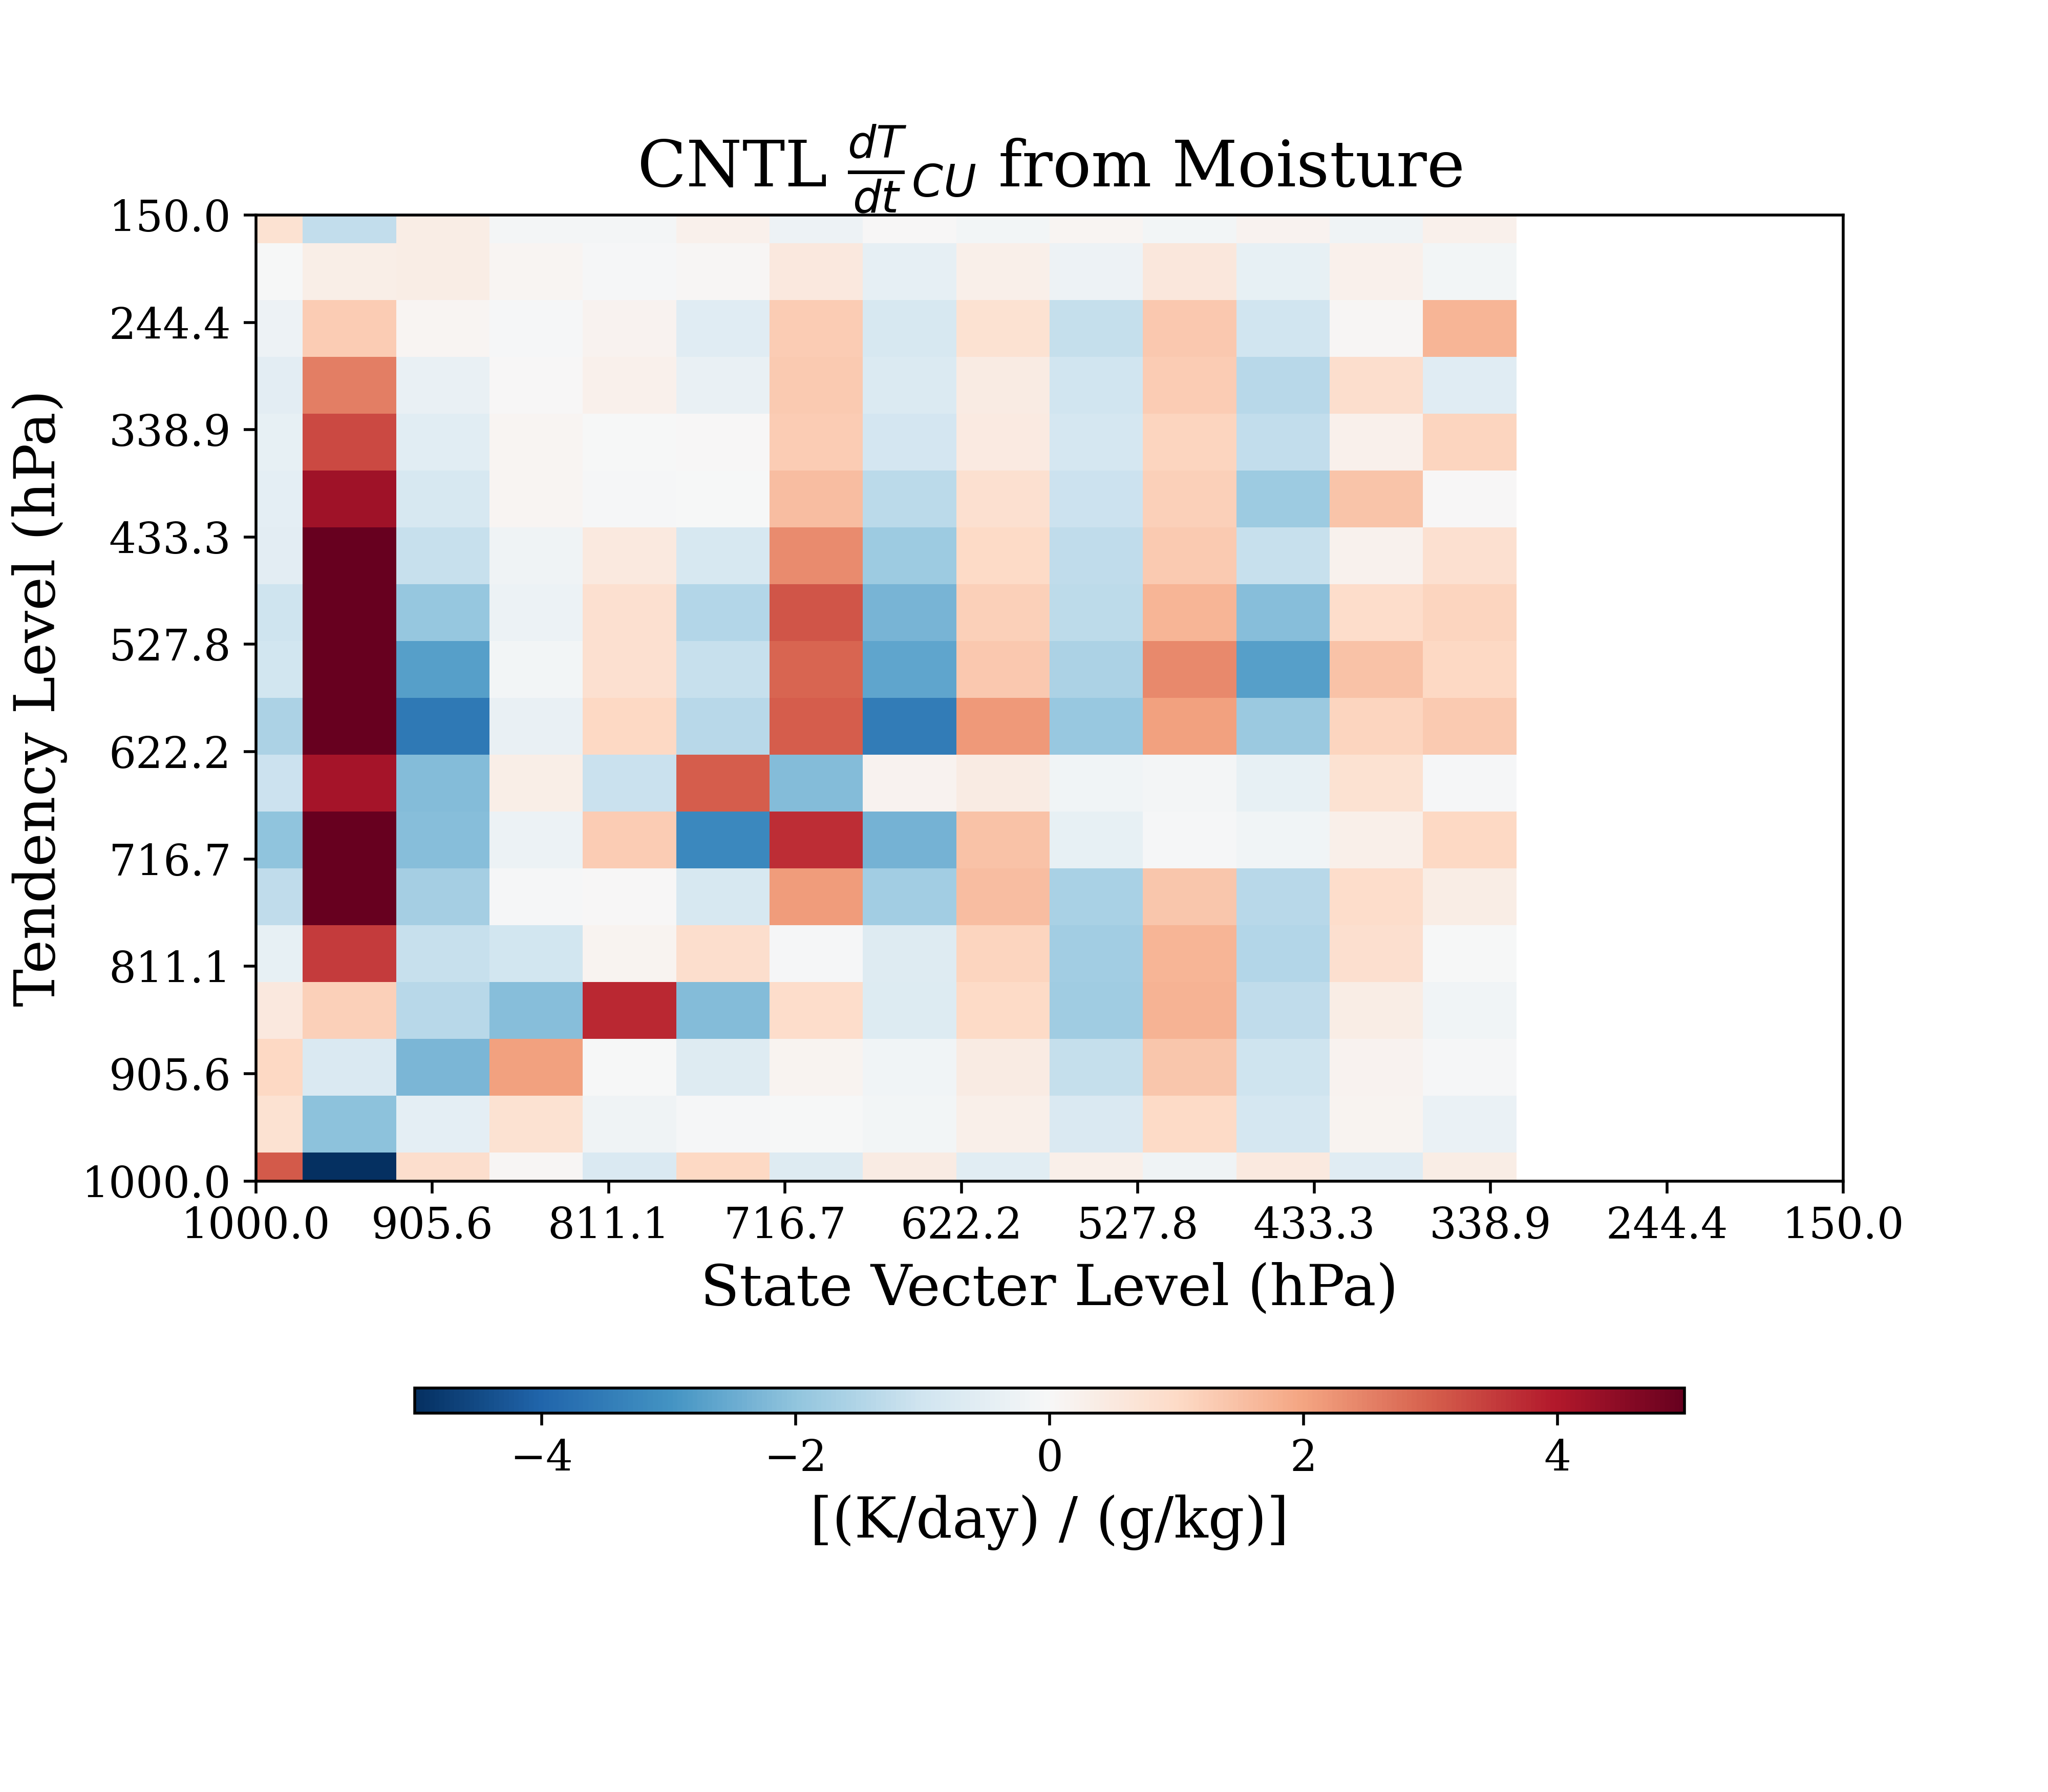 CNTL dT/dt CU from Moisture
150.0
244.4
338.9
433.3
527.8
622.2
716.7
811.1
905.6
1000.0
Tendency Level (hPa)
1000.0 905.6 811.1 716.7 622.2 527.8 433.3 338.9 244.4 150.0
State Vecter Level (hPa)
−4 −2 0 2 4
[(K/day) / (g/kg)]